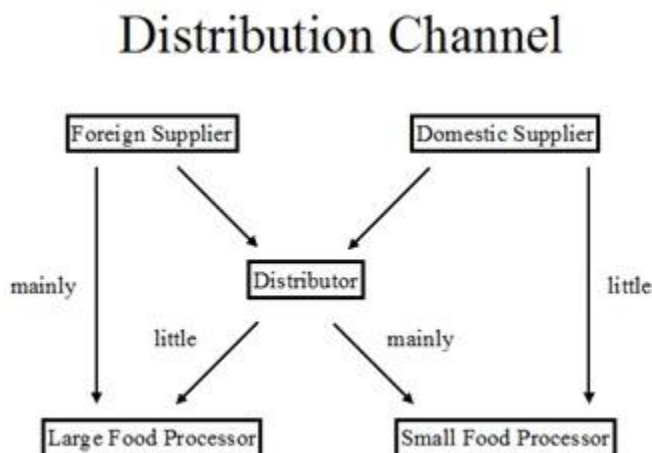 Distribution Channel
Foreign Supplier
Domestic Supplier
mainly
Distributor
little
little
mainly
Large Food Processor
Small Food Processor